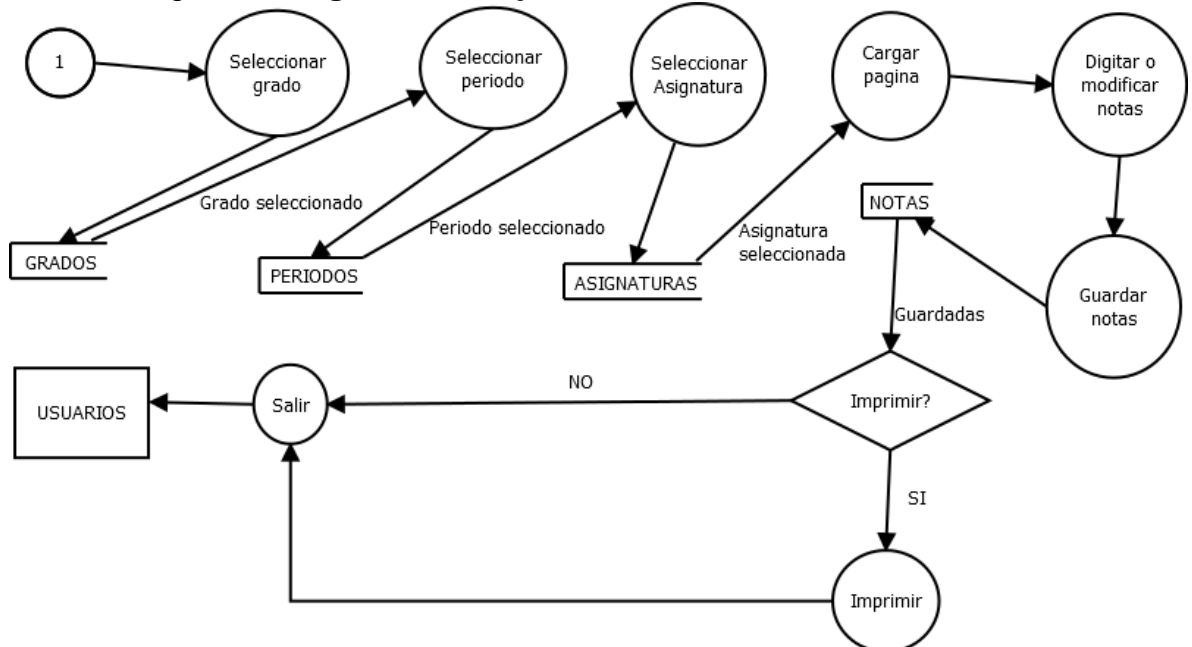 1
Seleccionar
grado
Seleccionar
periodo
Seleccionar
Asignatura
Cargar
pagina
Digitar o
modificar
notas
Grado seleccionado
Periodo seleccionado
Asignatura
seleccionada
NOTAS
GRADOS
PERIODOS
ASIGNATURAS
Guardar
notas
Guardadas
USUARIOS
Salir
NO
Imprimir?
SI
Imprimir